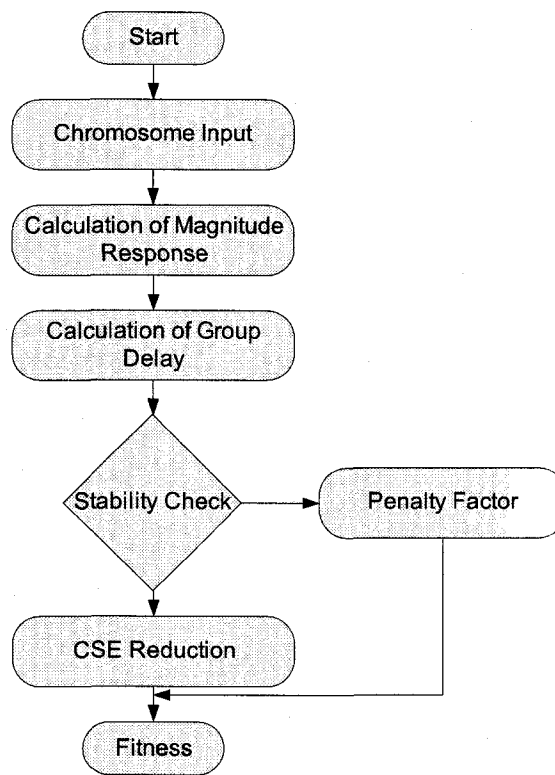 Start
Chromosome Input
Calculation of Magnitude
Response
Calculation of Group
Delay
Stability Check
Penalty Factor
CSE Reduction
Fitness